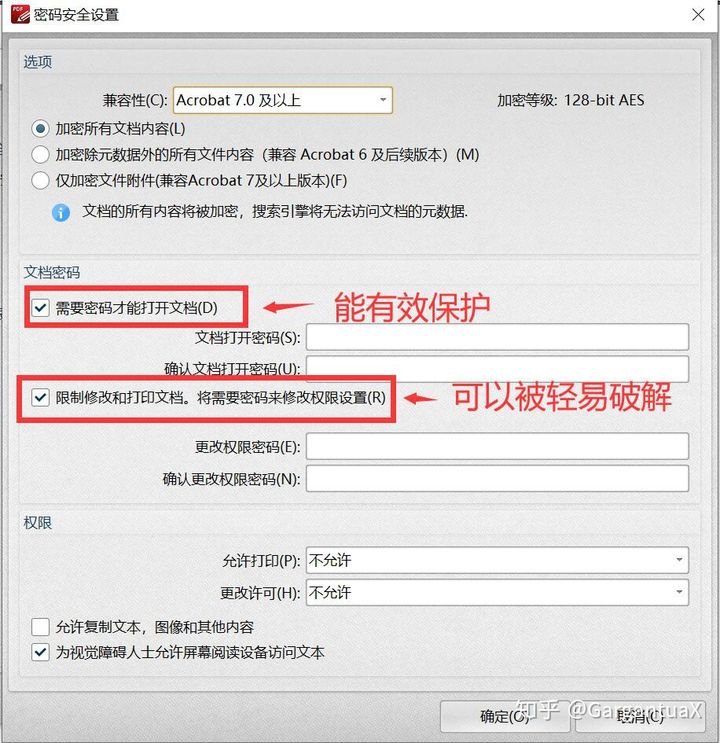 密码安全设置
选项
兼容性(C): Acrobat 7.0 及以上 加密等级: 128-bit AES
加密所有文档内容(L)
加密除元数据外的所有文件内容（兼容 Acrobat 6 及后续版本）(M)
仅加密文件附件(兼容Acrobat 7及以上版本)(F)
文档的所有内容将被加密，搜索引擎将无法访问文档的元数据.
文档密码
需要密码才能打开文档(D) 能有效保护
文档打开密码(S):
确认文档打开密码(U):
限制修改和打印文档。将需要密码来修改权限设置(R) 可以被轻易破解
更改权限密码(E):
确认更改权限密码(N):
权限
允许打印(P): 不允许
更改许可(H): 不允许
允许复制文本，图像和其他内容
为视觉障碍人士允许屏幕阅读设备访问文本
确定(O) 取消(C)
知乎 @GargantuaX